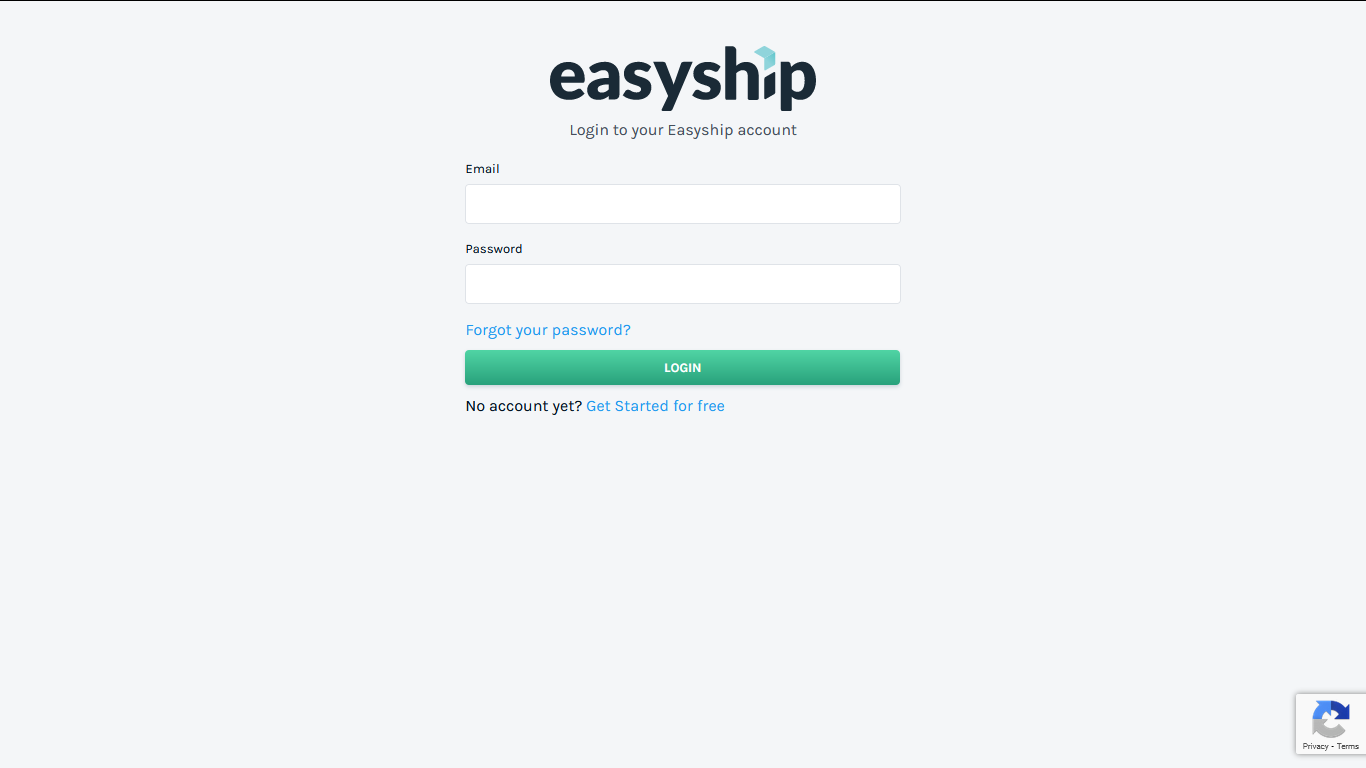 easyship
Login to your Easyship account
Email
Password
Forgot your password?
LOGIN
No account yet? Get Started for free
Privacy - Terms